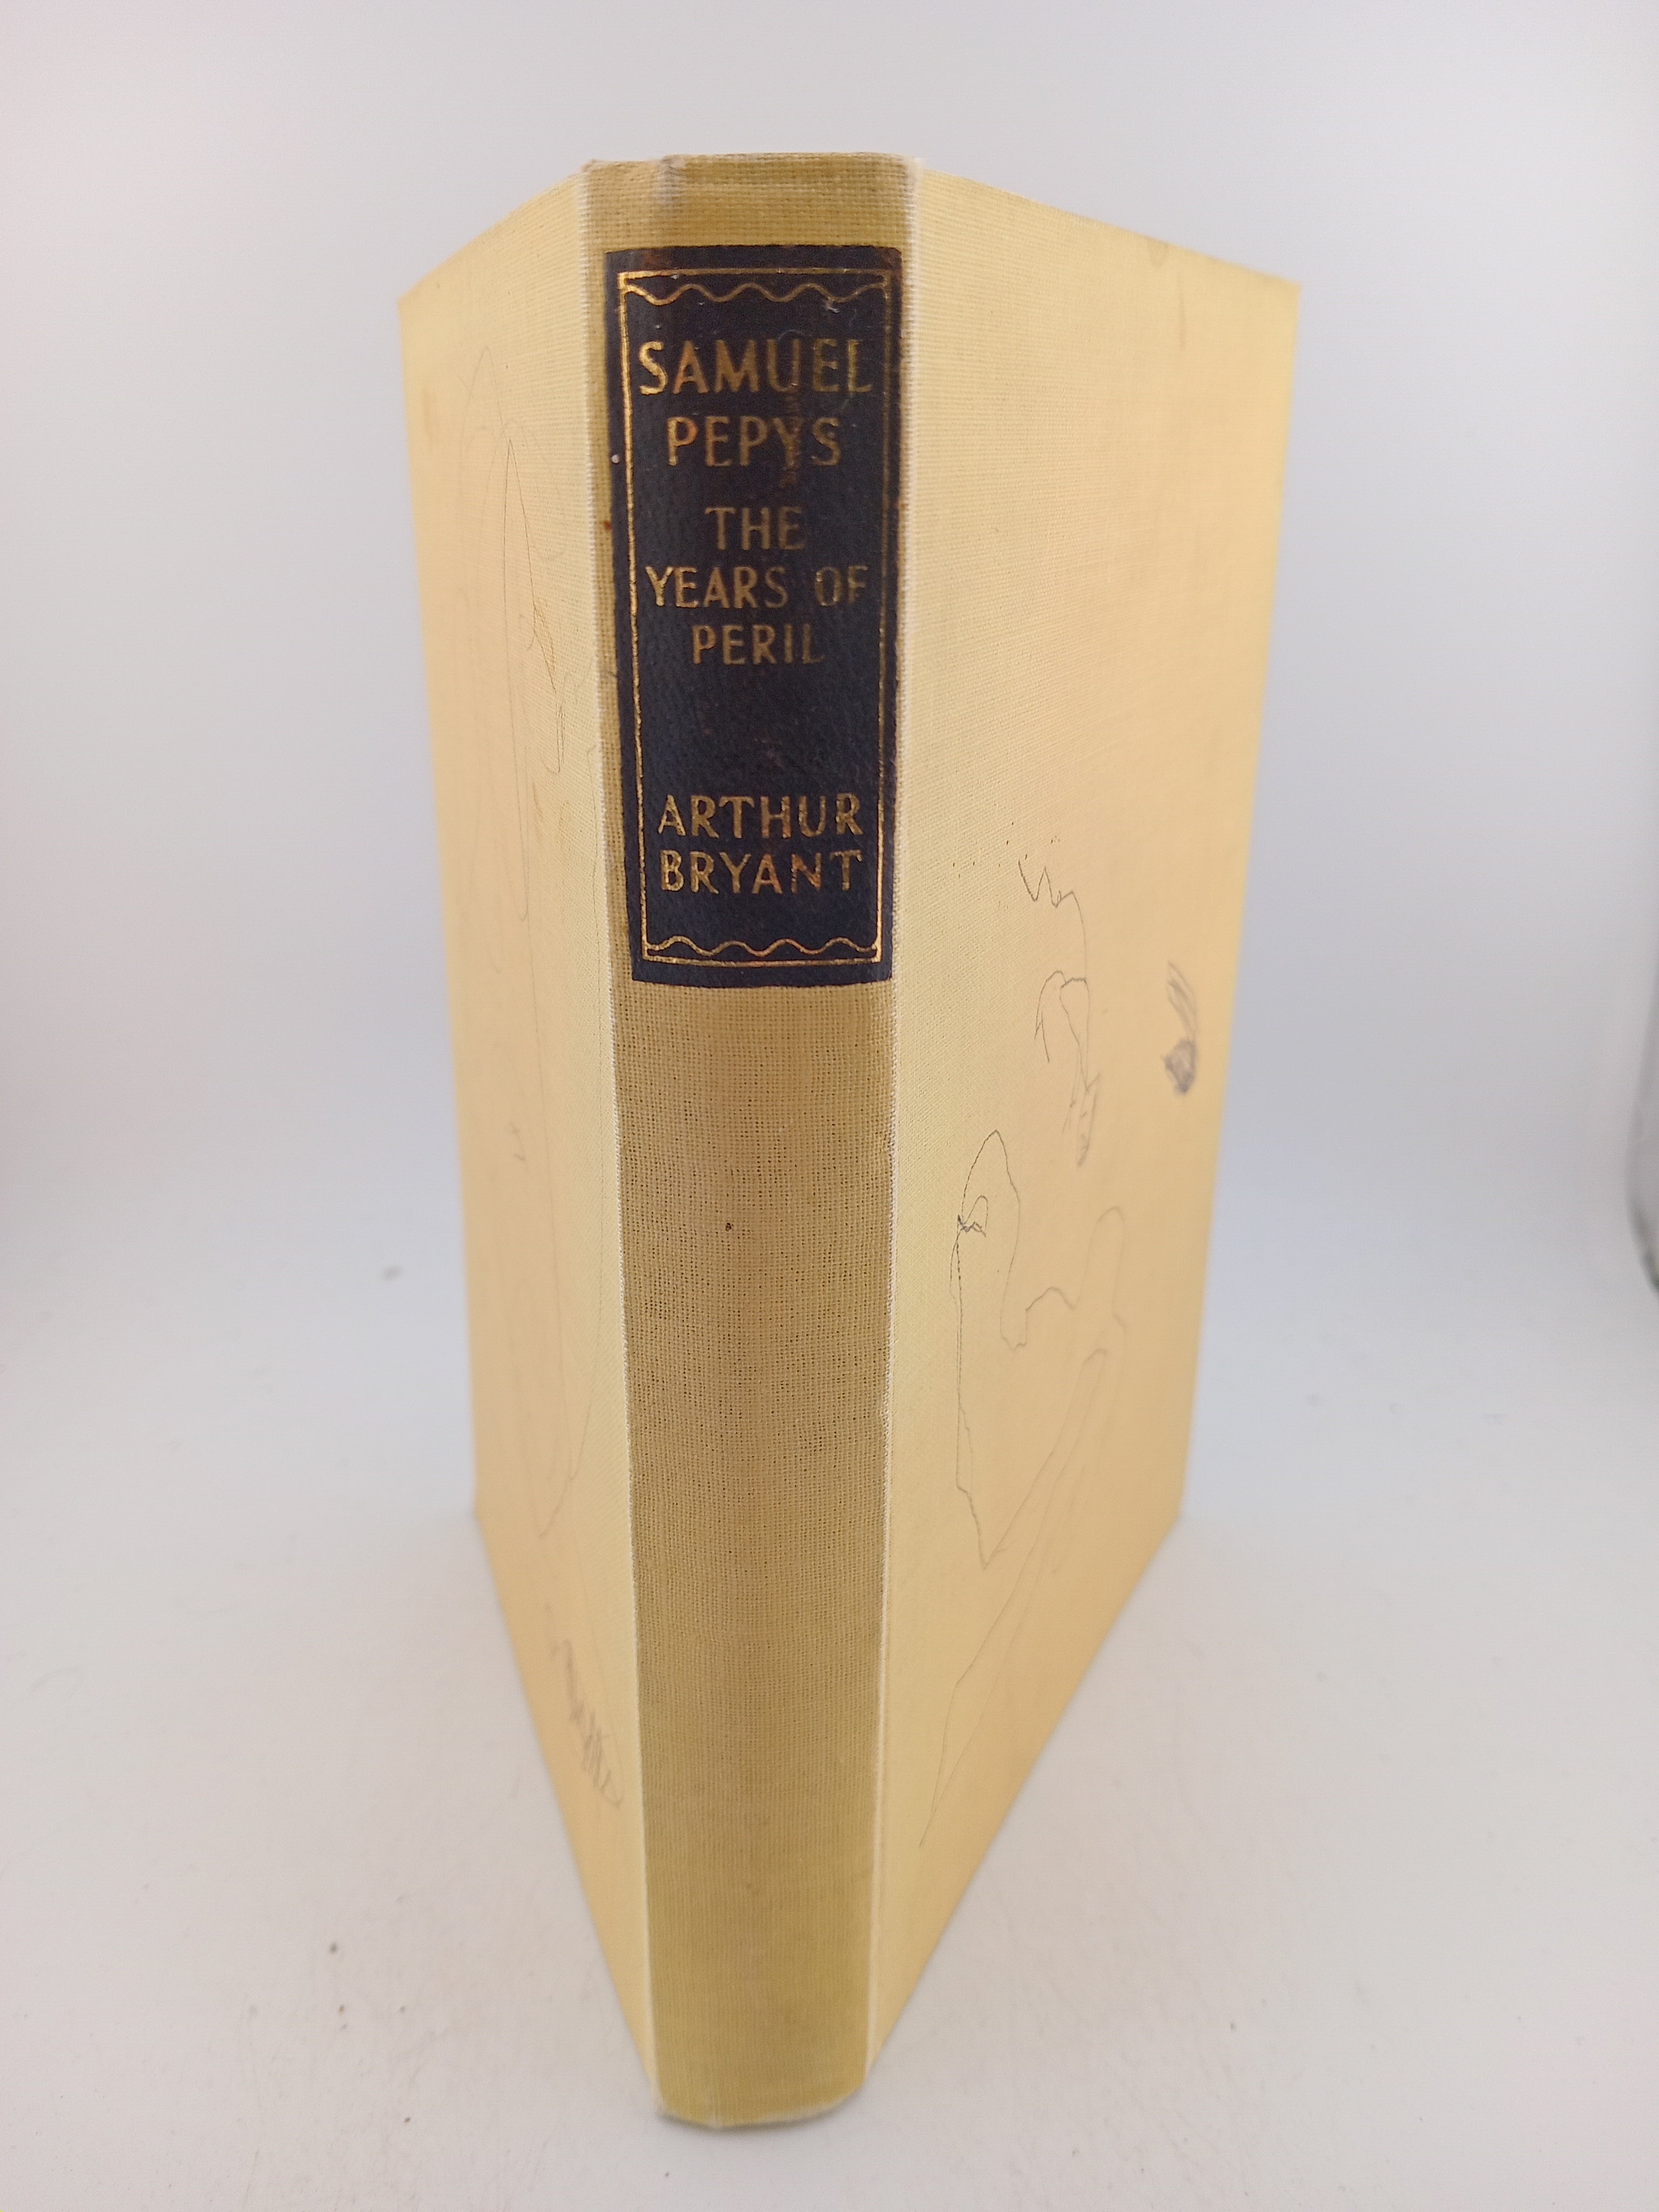 SAMUEL
PEPYS
THE
YEARS OF
PERIL
ARTHUR
BRYANT